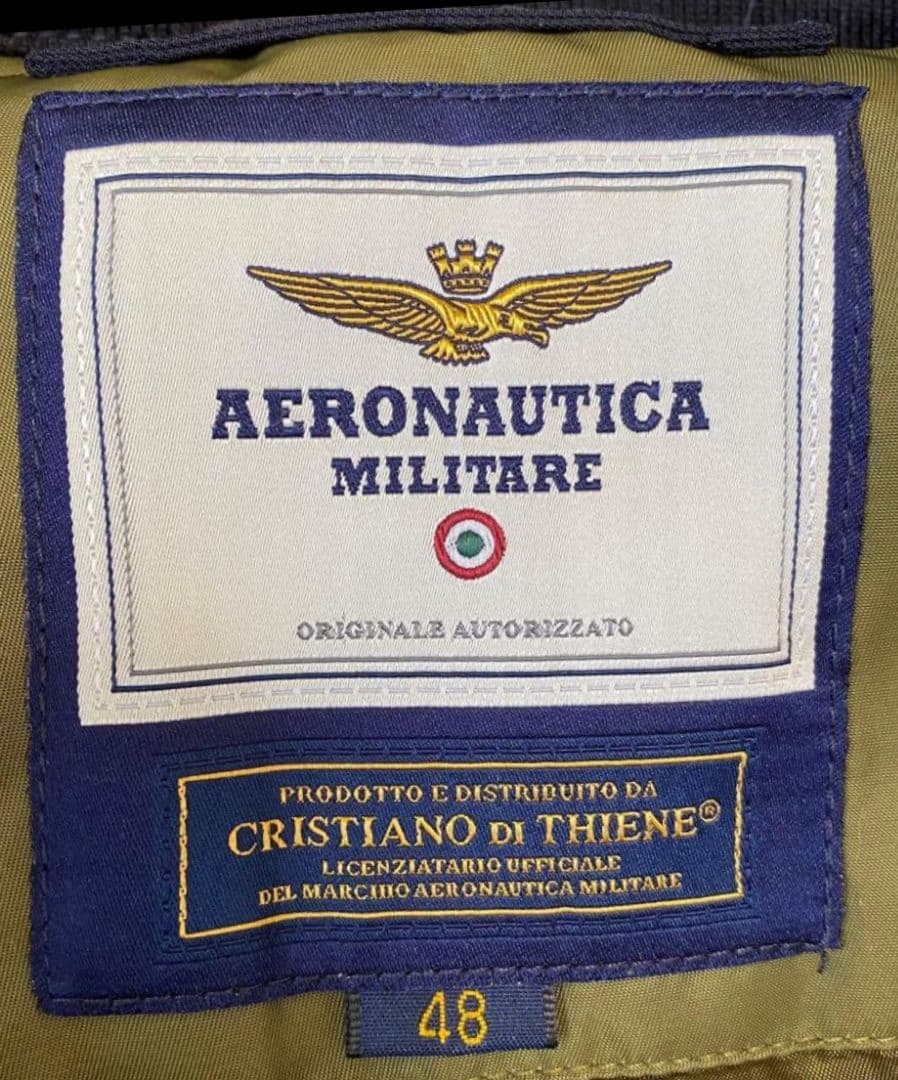 AERONAUTICA
MILITARE
ORIGINALE AUTORIZZATO
PRODOTTO E DISTRIBUITO DA
CRISTIANO DI THIENE®
LICENZIATARIO UFFICIALE
DEL MARCHIO AERONAUTICA MILITARE
48